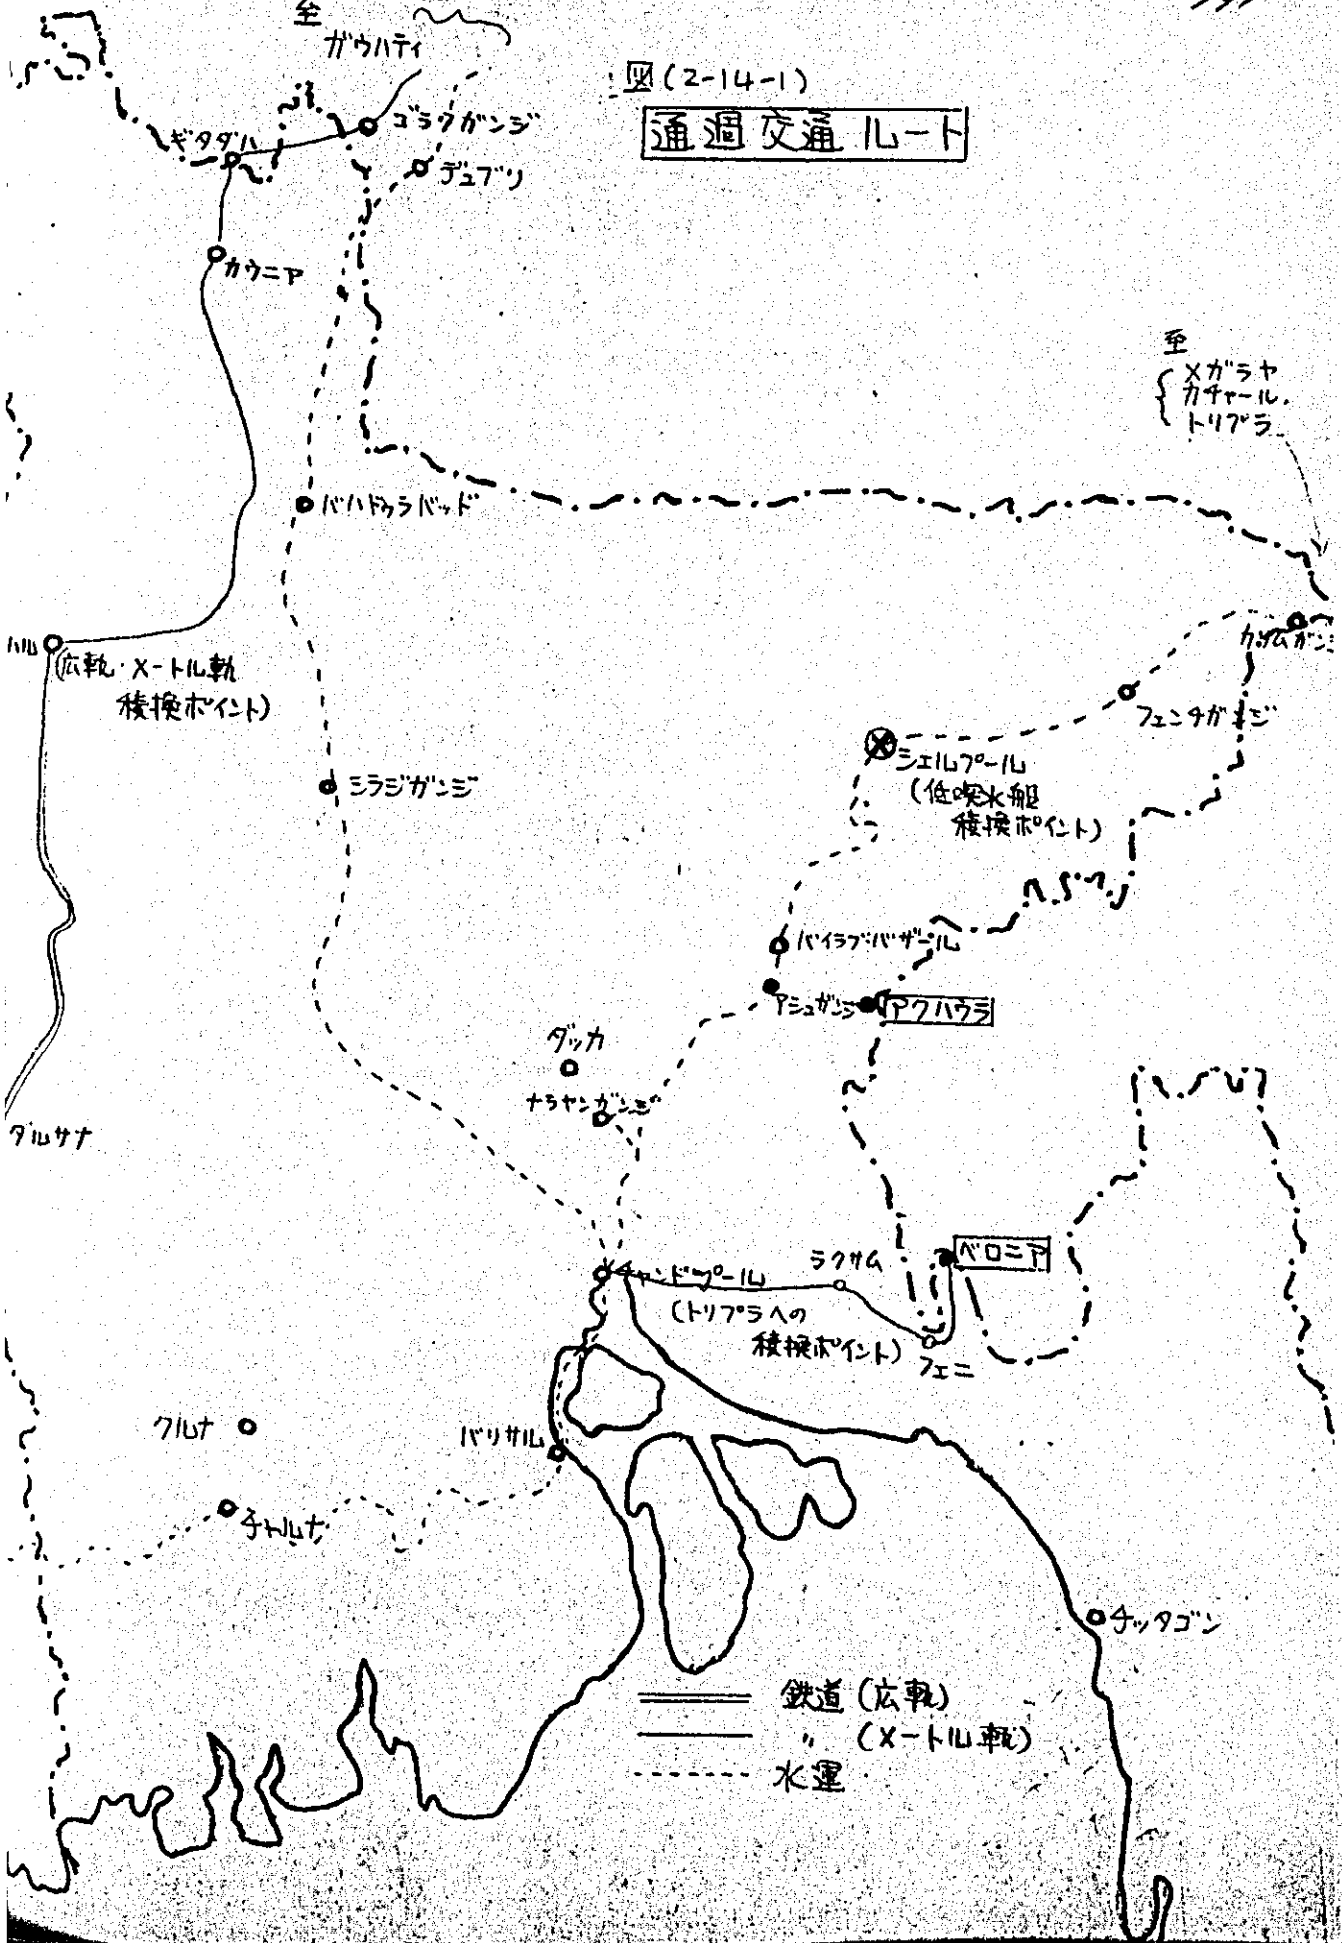 至
ガウハティ
図(2-14-1)
通過交通ルート
ゴラクガンジ
ギタダハ
デュブリ
カウニア
至
メガラヤ
カチャール
トリプラ
バハドゥラバッド
ハル
(広軌・メートル軌
積換ポイント)
カリムガンジ
フェンチガンジ
シェルプール
(低喫水船
積換ポイント)
シラジガンジ
バイラブ・バザール
アシュガンジ
アクハウラ
ダッカ
ナラヤンガンジ
ダルサナ
ベロニア
ラクサム
チャンドプール
(トリプラへの
積換ポイント)
フェニ
クルナ
バリサル
チャルナ
チッタゴン
鉄道(広軌)
〃 (メートル軌)
水運